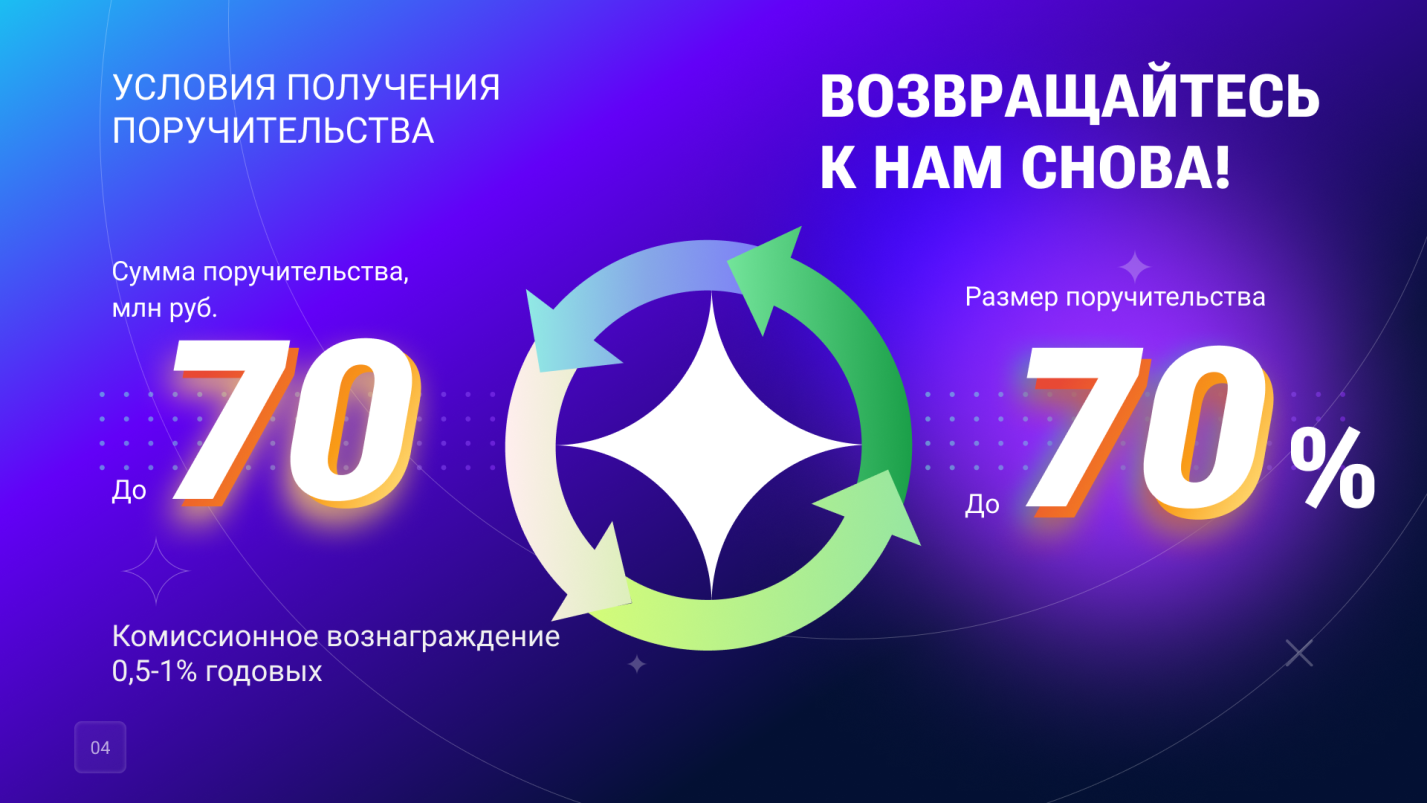 УСЛОВИЯ ПОЛУЧЕНИЯ
ПОРУЧИТЕЛЬСТВА
ВОЗВРАЩАЙТЕСЬ
К НАМ СНОВА!
Сумма поручительства,
млн руб.
До 70
Размер поручительства
До 70 %
Комиссионное вознаграждение
0,5-1% годовых
04